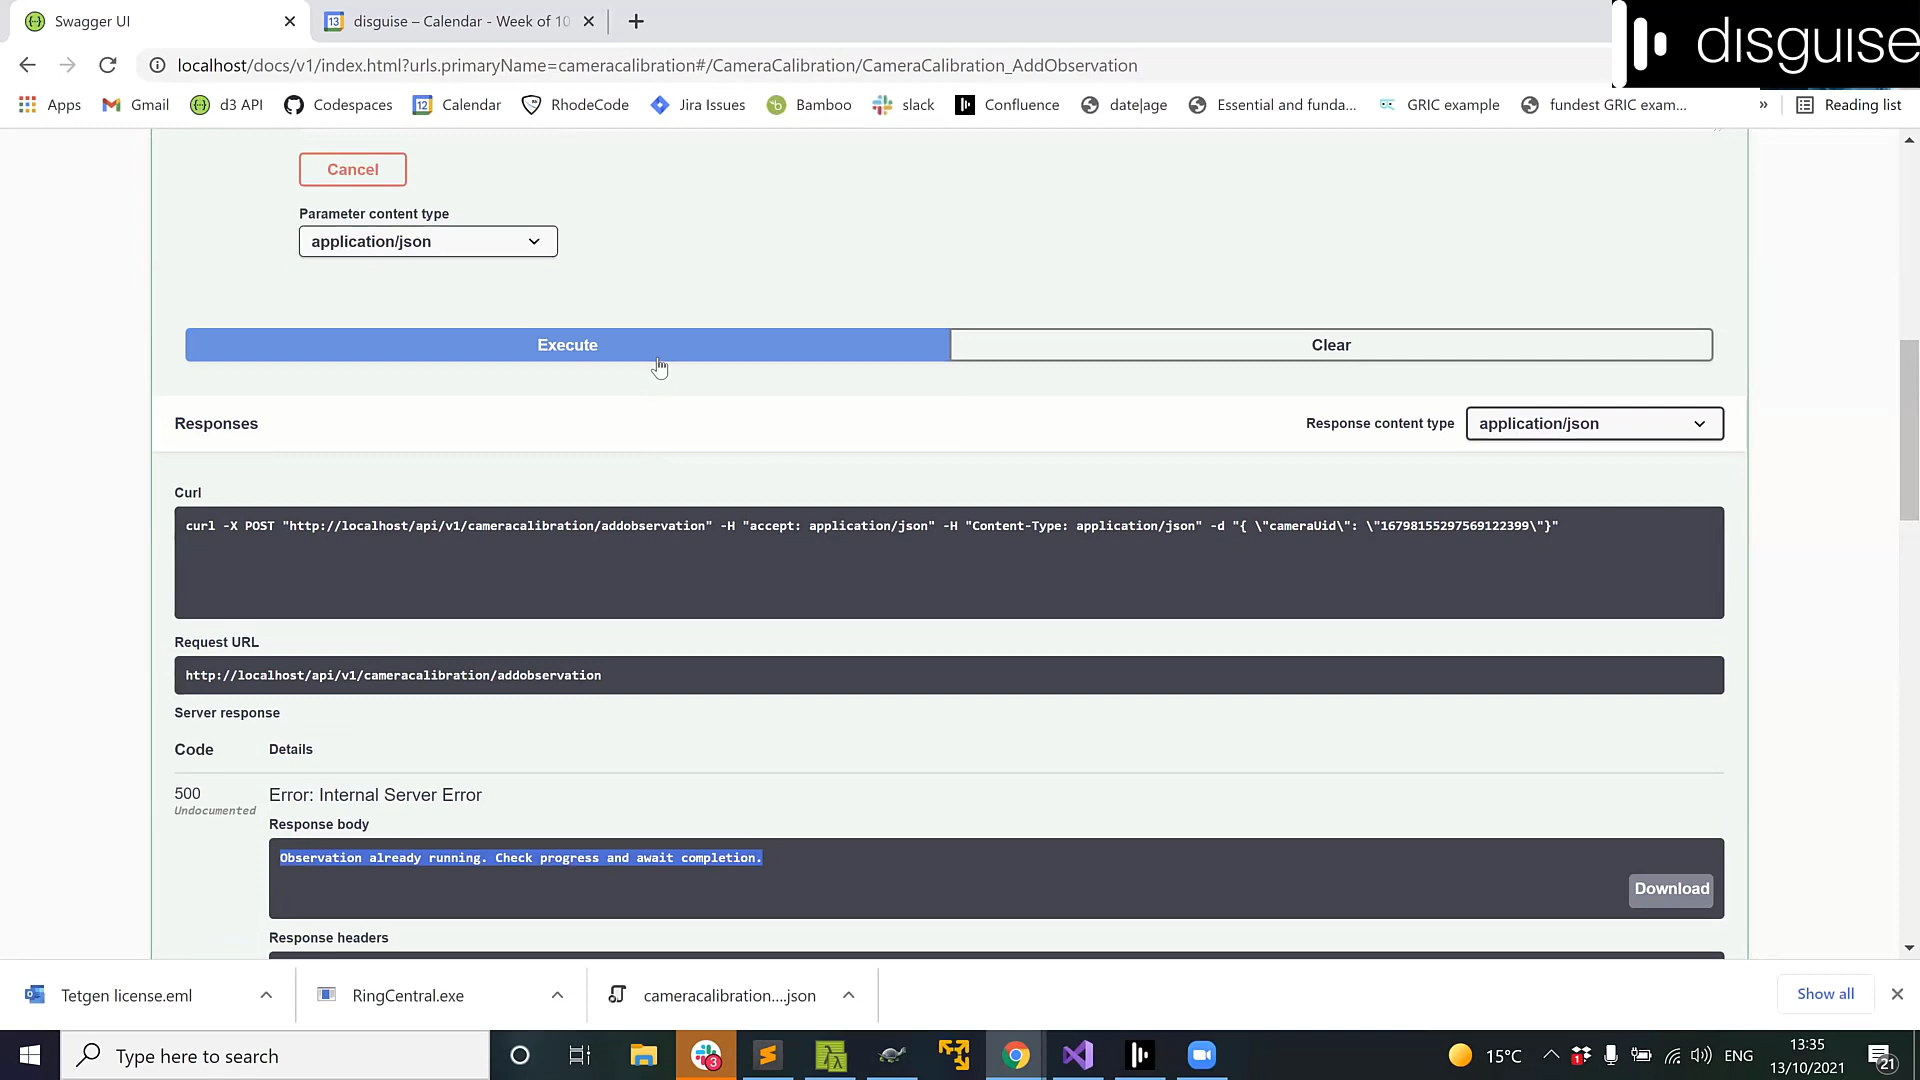 Swagger UI
13
disguise – Calendar - Week of 10
disguise
localhost/docs/v1/index.html?urls.primaryName=cameracalibration#/CameraCalibration/CameraCalibration_AddObservation
Apps
Gmail
d3 API
Codespaces
12
Calendar
RhodeCode
Jira Issues
Bamboo
slack
Confluence
date|age
Essential and funda...
GRIC example
fundest GRIC exam...
»
Reading list
Cancel
Parameter content type
application/json
Execute
Clear
Responses
Response content type
application/json
Curl
curl -X POST "http://localhost/api/v1/cameracalibration/addobservation" -H "accept: application/json" -H "Content-Type: application/json" -d "{ \"cameraUid\": \"16798155297569122399\"}"
Request URL
http://localhost/api/v1/cameracalibration/addobservation
Server response
Code
Details
500
Undocumented
Error: Internal Server Error
Response body
Observation already running. Check progress and await completion.
Download
Response headers
Tetgen license.eml
RingCentral.exe
cameracalibration....json
Show all
Type here to search
3
15°C
1
ENG
13:35
13/10/2021
21